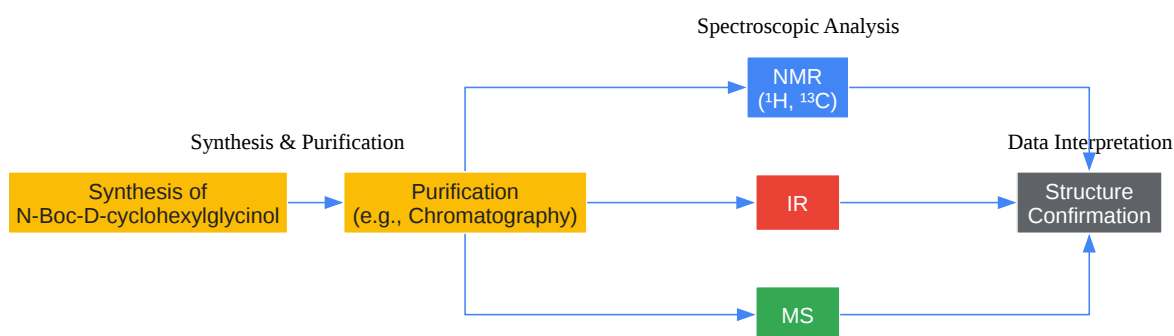 Spectroscopic Analysis
NMR
(¹H, ¹³C)
Synthesis & Purification
Data Interpretation
Synthesis of
N-Boc-D-cyclohexylglycinol
Purification
(e.g., Chromatography)
IR
Structure
Confirmation
MS